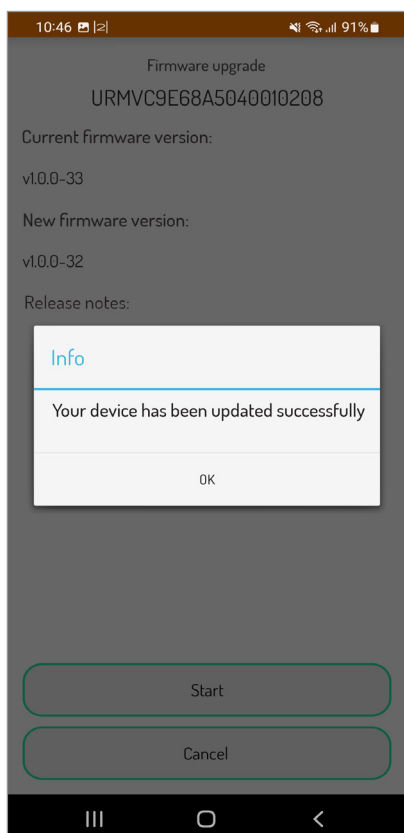 10:46
91%
Firmware upgrade
URMVC9E68A5040010208
Current firmware version:
v1.0.0-33
New firmware version:
v1.0.0-32
Release notes:
Info
Your device has been updated successfully
OK
Start
Cancel